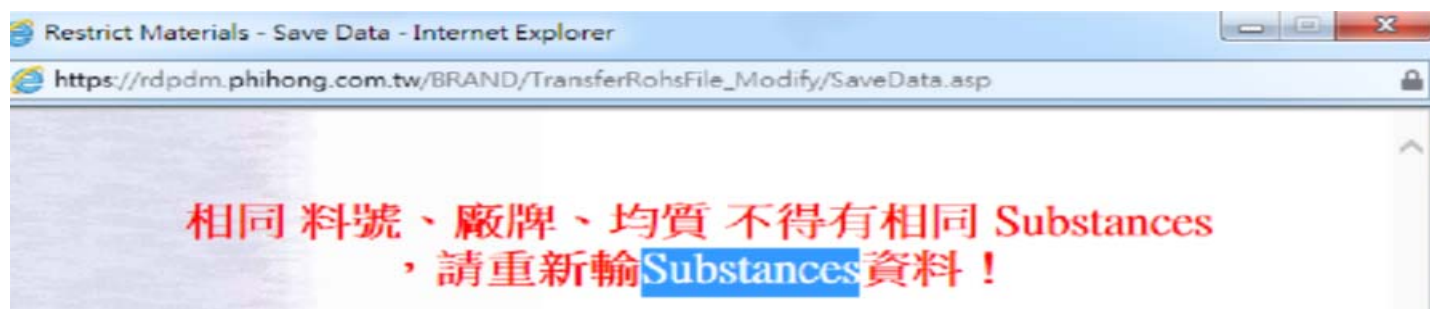 Restrict Materials - Save Data - Internet Explorer
https://rdpdm.phihong.com.tw/BRAND/TransferRohsFile_Modify/SaveData.asp
相同 料號、廠牌、均質 不得有相同 Substances
，請重新輸Substances資料！